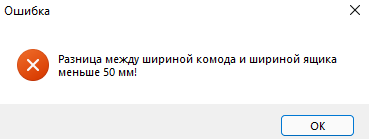 Ошибка
Разница между шириной комода и шириной ящика
меньше 50 мм!
OK